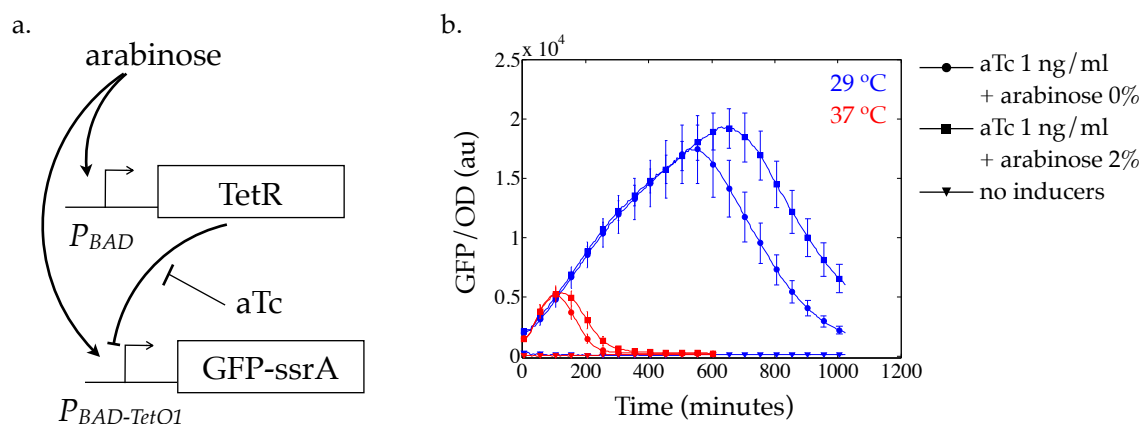 a.
arabinose
TetR
P_BAD
aTc
GFP-ssrA
P_BAD-TetO1
b.
x 10^4
2.5
2
1.5
1
0.5
0
0 200 400 600 800 1000 1200
GFP/OD (au)
Time (minutes)
29 ºC
37 ºC
aTc 1 ng/ml
+ arabinose 0%
aTc 1 ng/ml
+ arabinose 2%
no inducers